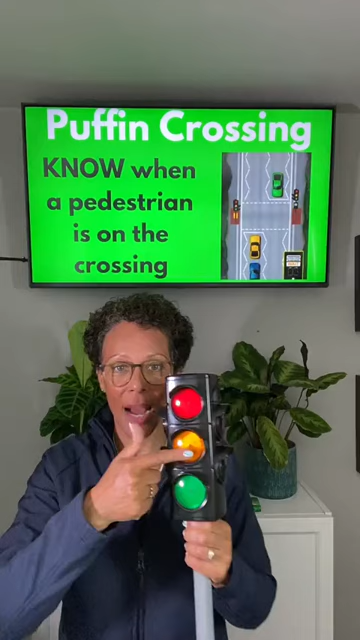 Puffin Crossing
KNOW when
a pedestrian
is on the
crossing